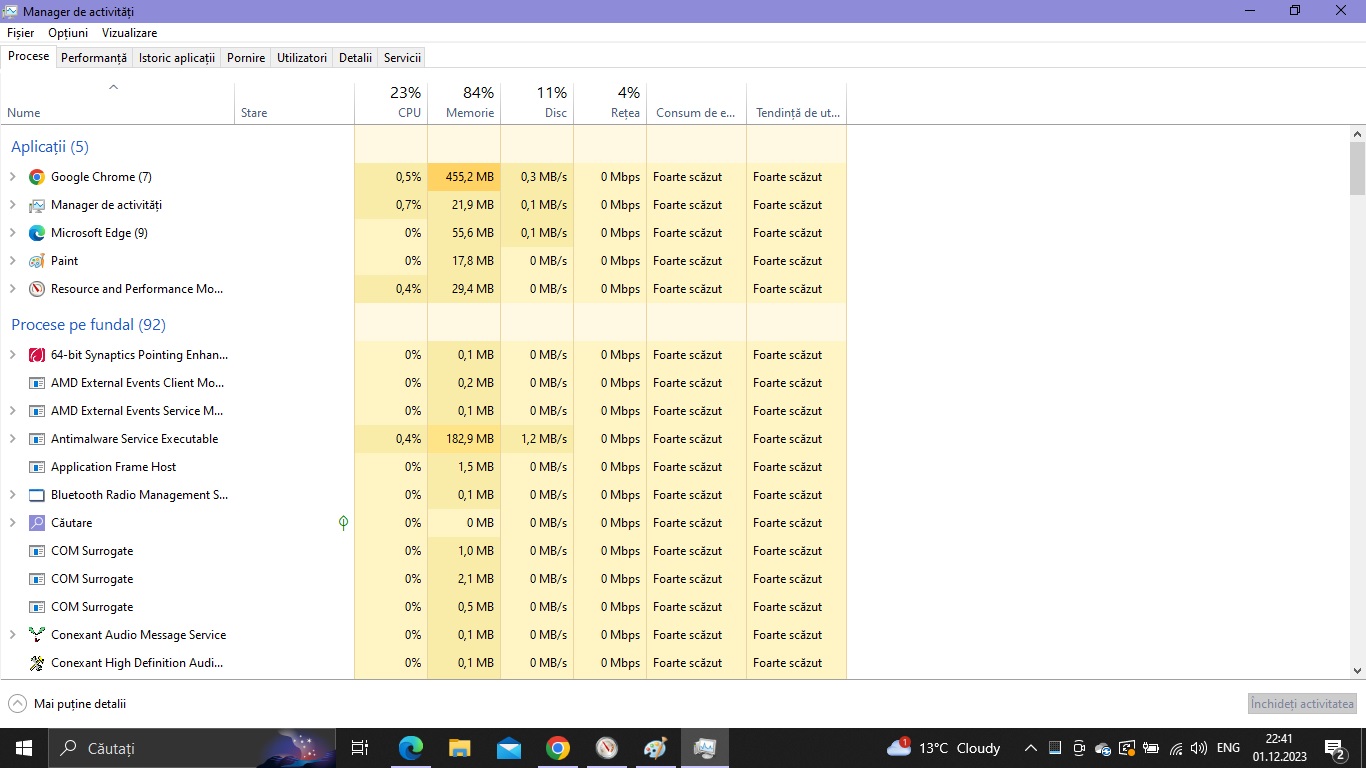 Manager de activități
Fișier Opțiuni Vizualizare
Procese Performanță Istoric aplicații Pornire Utilizatori Detalii Servicii
23% 84% 11% 4%
Nume Stare CPU Memorie Disc Rețea Consum de e... Tendință de ut...
Aplicații (5)
Google Chrome (7) 0,5% 455,2 MB 0,3 MB/s 0 Mbps Foarte scăzut Foarte scăzut
Manager de activități 0,7% 21,9 MB 0,1 MB/s 0 Mbps Foarte scăzut Foarte scăzut
Microsoft Edge (9) 0% 55,6 MB 0,1 MB/s 0 Mbps Foarte scăzut Foarte scăzut
Paint 0% 17,8 MB 0 MB/s 0 Mbps Foarte scăzut Foarte scăzut
Resource and Performance Mo... 0,4% 29,4 MB 0 MB/s 0 Mbps Foarte scăzut Foarte scăzut
Procese pe fundal (92)
64-bit Synaptics Pointing Enhan... 0% 0,1 MB 0 MB/s 0 Mbps Foarte scăzut Foarte scăzut
AMD External Events Client Mo... 0% 0,2 MB 0 MB/s 0 Mbps Foarte scăzut Foarte scăzut
AMD External Events Service M... 0% 0,1 MB 0 MB/s 0 Mbps Foarte scăzut Foarte scăzut
Antimalware Service Executable 0,4% 182,9 MB 1,2 MB/s 0 Mbps Foarte scăzut Foarte scăzut
Application Frame Host 0% 1,5 MB 0 MB/s 0 Mbps Foarte scăzut Foarte scăzut
Bluetooth Radio Management S... 0% 0,1 MB 0 MB/s 0 Mbps Foarte scăzut Foarte scăzut
Căutare 0% 0 MB 0 MB/s 0 Mbps Foarte scăzut Foarte scăzut
COM Surrogate 0% 1,0 MB 0 MB/s 0 Mbps Foarte scăzut Foarte scăzut
COM Surrogate 0% 2,1 MB 0 MB/s 0 Mbps Foarte scăzut Foarte scăzut
COM Surrogate 0% 0,5 MB 0 MB/s 0 Mbps Foarte scăzut Foarte scăzut
Conexant Audio Message Service 0% 0,1 MB 0 MB/s 0 Mbps Foarte scăzut Foarte scăzut
Conexant High Definition Audi... 0% 0,1 MB 0 MB/s 0 Mbps Foarte scăzut Foarte scăzut
Mai puține detalii Închideți activitatea
Căutați 1 13°C Cloudy ENG 22:41 2
01.12.2023